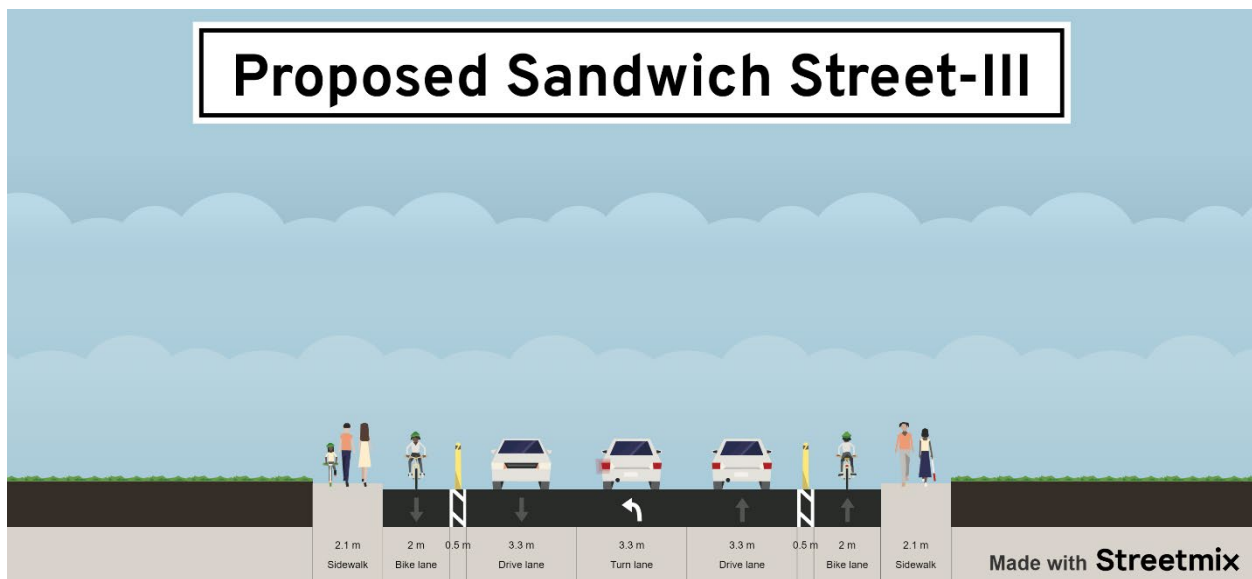 Proposed Sandwich Street-III
2.1 m 2 m 0.5 m 3.3 m 3.3 m 3.3 m 0.5 m 2 m 2.1 m
Sidewalk Bike lane Drive lane Turn lane Drive lane Bike lane Sidewalk
Made with Streetmix